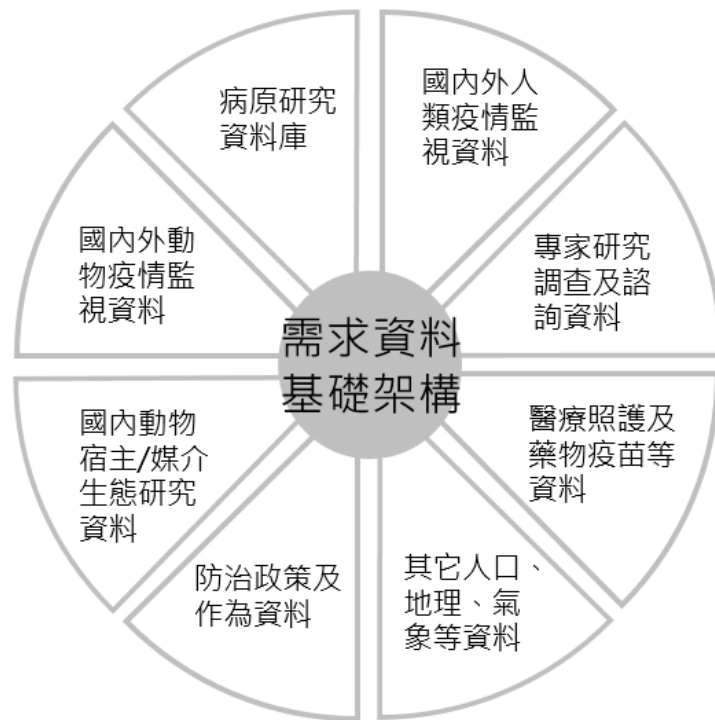 病原研究
資料庫
國內外人
類疫情監
視資料
國內外動
物疫情監
視資料
專家研究
調查及諮
詢資料
需求資料
基礎架構
國內動物
宿主/媒介
生態研究
資料
醫療照護及
藥物疫苗等
資料
防治政策及
作為資料
其它人口、
地理、氣
象等資料